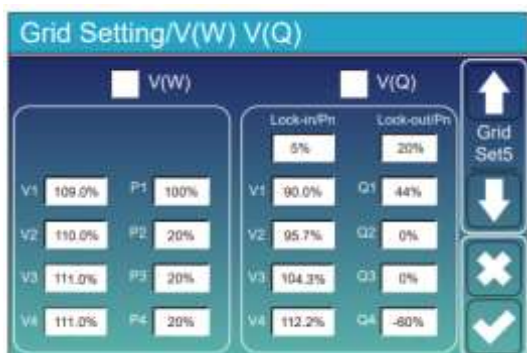 Grid Setting/V(W) V(Q)
V(W)
V1 109.0% P1 100%
V2 110.0% P2 20%
V3 111.0% P3 20%
V4 111.0% P4 20%
V(Q)
Lock-in/Pn Lock-out/Pn
5% 20%
V1 90.0% Q1 44%
V2 95.7% Q2 0%
V3 104.3% Q3 0%
V4 112.2% Q4 -60%
Grid
Set5